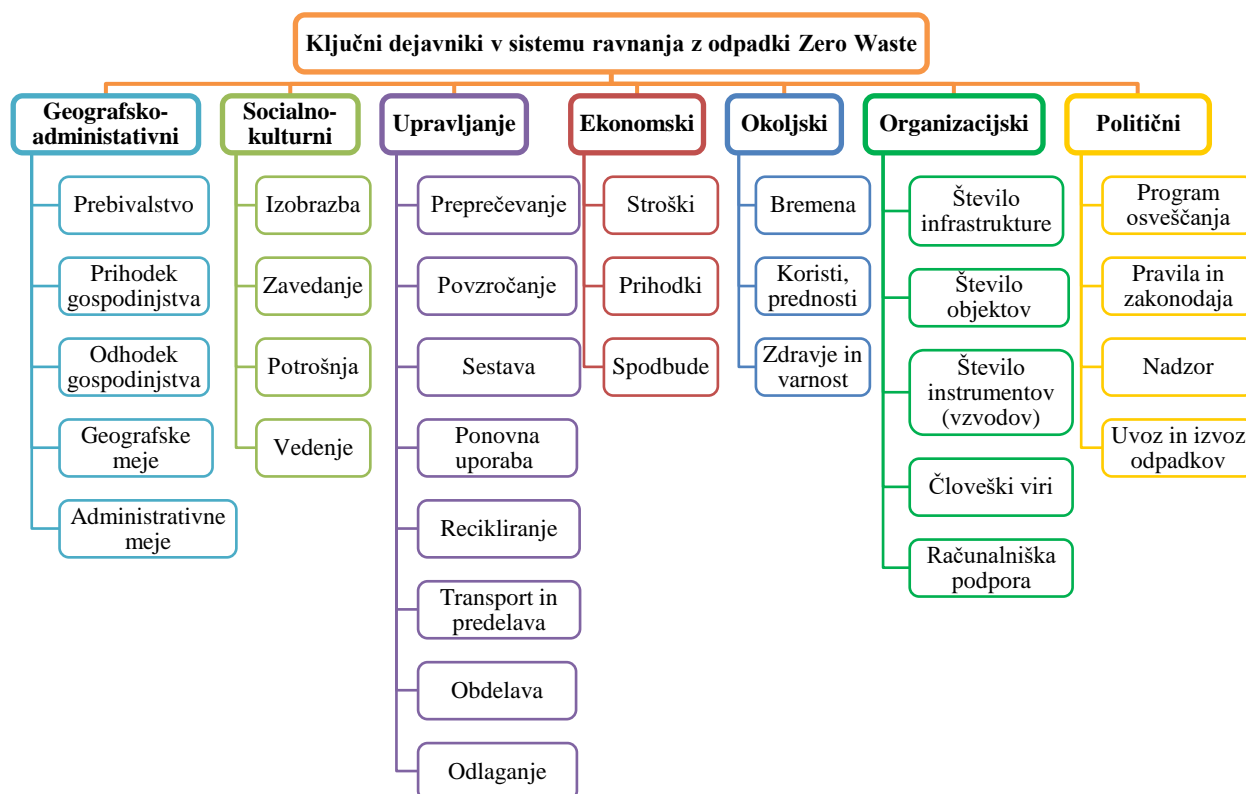 Ključni dejavniki v sistemu ravnanja z odpadki Zero Waste
Geografsko-
administativni
Prebivalstvo
Prihodek
gospodinjstva
Odhodek
gospodinjstva
Geografske
meje
Administrativne
meje
Socialno-
kulturni
Izobrazba
Zavedanje
Potrošnja
Vedenje
Upravljanje
Preprečevanje
Povzročanje
Sestava
Ponovna
uporaba
Recikliranje
Transport in
predelava
Obdelava
Odlaganje
Ekonomski
Stroški
Prihodki
Spodbude
Okoljski
Bremena
Koristi,
prednosti
Zdravje in
varnost
Organizacijski
Število
infrastrukture
Število
objektov
Število
instrumentov
(vzvodov)
Človeški viri
Računalniška
podpora
Politični
Program
osveščanja
Pravila in
zakonodaja
Nadzor
Uvoz in izvoz
odpadkov